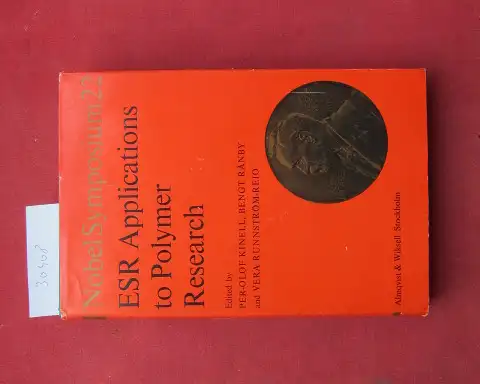 Nobel Symposium 22
ESR Applications
to Polymer
Research
Edited by
PER-OLOF KINELL, BENGT RÅNBY
and VERA RUNNSTRÖM-REIO
Almqvist & Wiksell Stockholm
30408